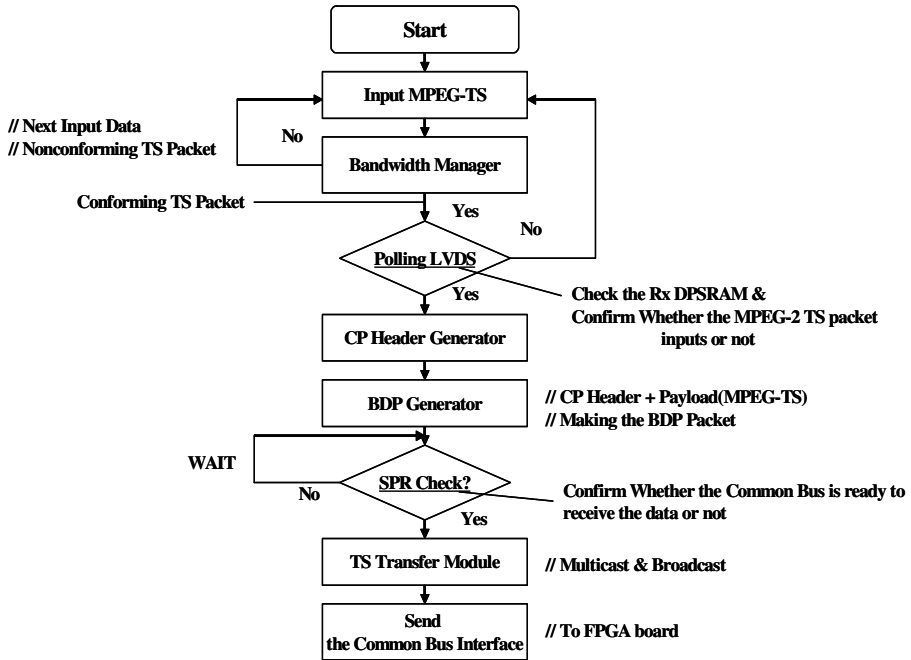 Start
Input MPEG-TS
// Next Input Data
// Nonconforming TS Packet
No
Bandwidth Manager
Conforming TS Packet
Yes
No
Polling LVDS
Yes
Check the Rx DPSRAM &
Confirm Whether the MPEG-2 TS packet
inputs or not
CP Header Generator
BDP Generator
// CP Header + Payload(MPEG-TS)
// Making the BDP Packet
WAIT
No
SPR Check?
Yes
Confirm Whether the Common Bus is ready to
receive the data or not
TS Transfer Module
// Multicast & Broadcast
Send
the Common Bus Interface
// To FPGA board